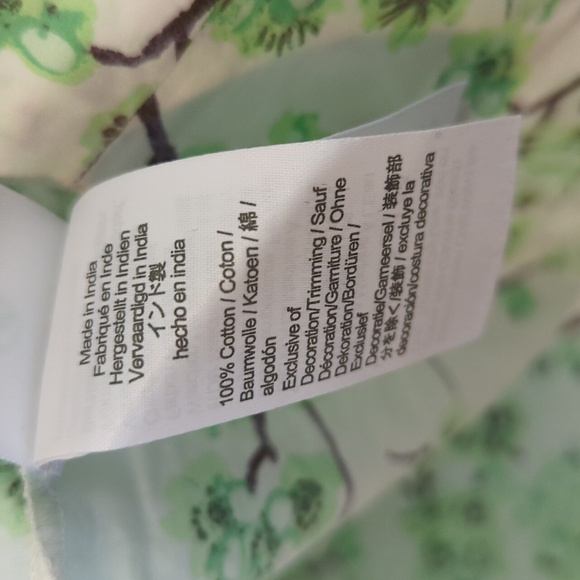 Made in India
Fabriqué en Inde
Hergestellt in Indien
Vervaardigd in India
インド製
hecho en india
100% Cotton / Coton /
Baumwolle / Katoen / 綿 /
algodón
Exclusive of
Decoration/Trimming / Sauf
Décoration/Garniture / Ohne
Dekoration/Bordüren /
Exclusief
Decoratie/Garneersel / 装飾部
分を除く/装飾 / excluye la
decoración/costura decorativa